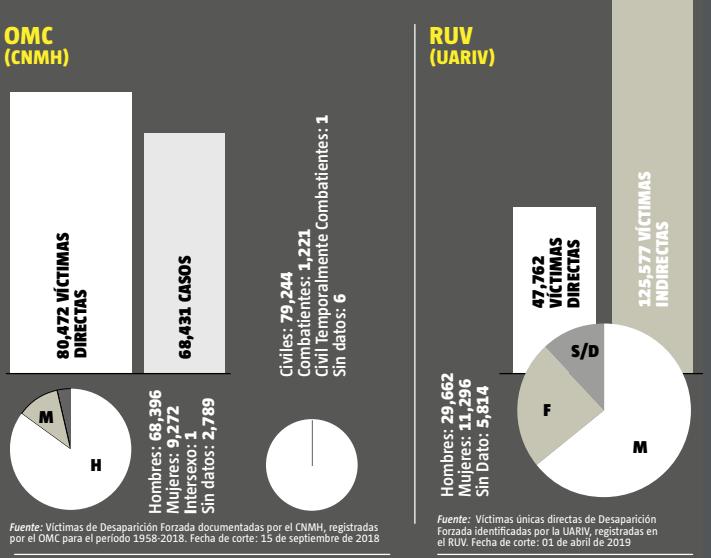 OMC
(CNMH)
80,472 VÍCTIMAS
DIRECTAS
68,431 CASOS
Civiles: 79,244
Combatientes: 1,221
Civil Temporalmente Combatientes: 1
Sin datos: 6
M
H
Hombres: 68,396
Mujeres: 9,272
Intersexo: 1
Sin datos: 2,789
Fuente: Víctimas de Desaparición Forzada documentadas por el CNMH, registradas
por el OMC para el período 1958-2018. Fecha de corte: 15 de septiembre de 2018
RUV
(UARIV)
47,762
VÍCTIMAS
DIRECTAS
125,577 VÍCTIMAS
INDIRECTAS
Hombres: 29,662
Mujeres: 11,296
Sin Dato: 5,814
S/D
F
M
Fuente: Víctimas únicas directas de Desaparición
Forzada identificadas por la UARIV, registradas en
el RUV. Fecha de corte: 01 de abril de 2019